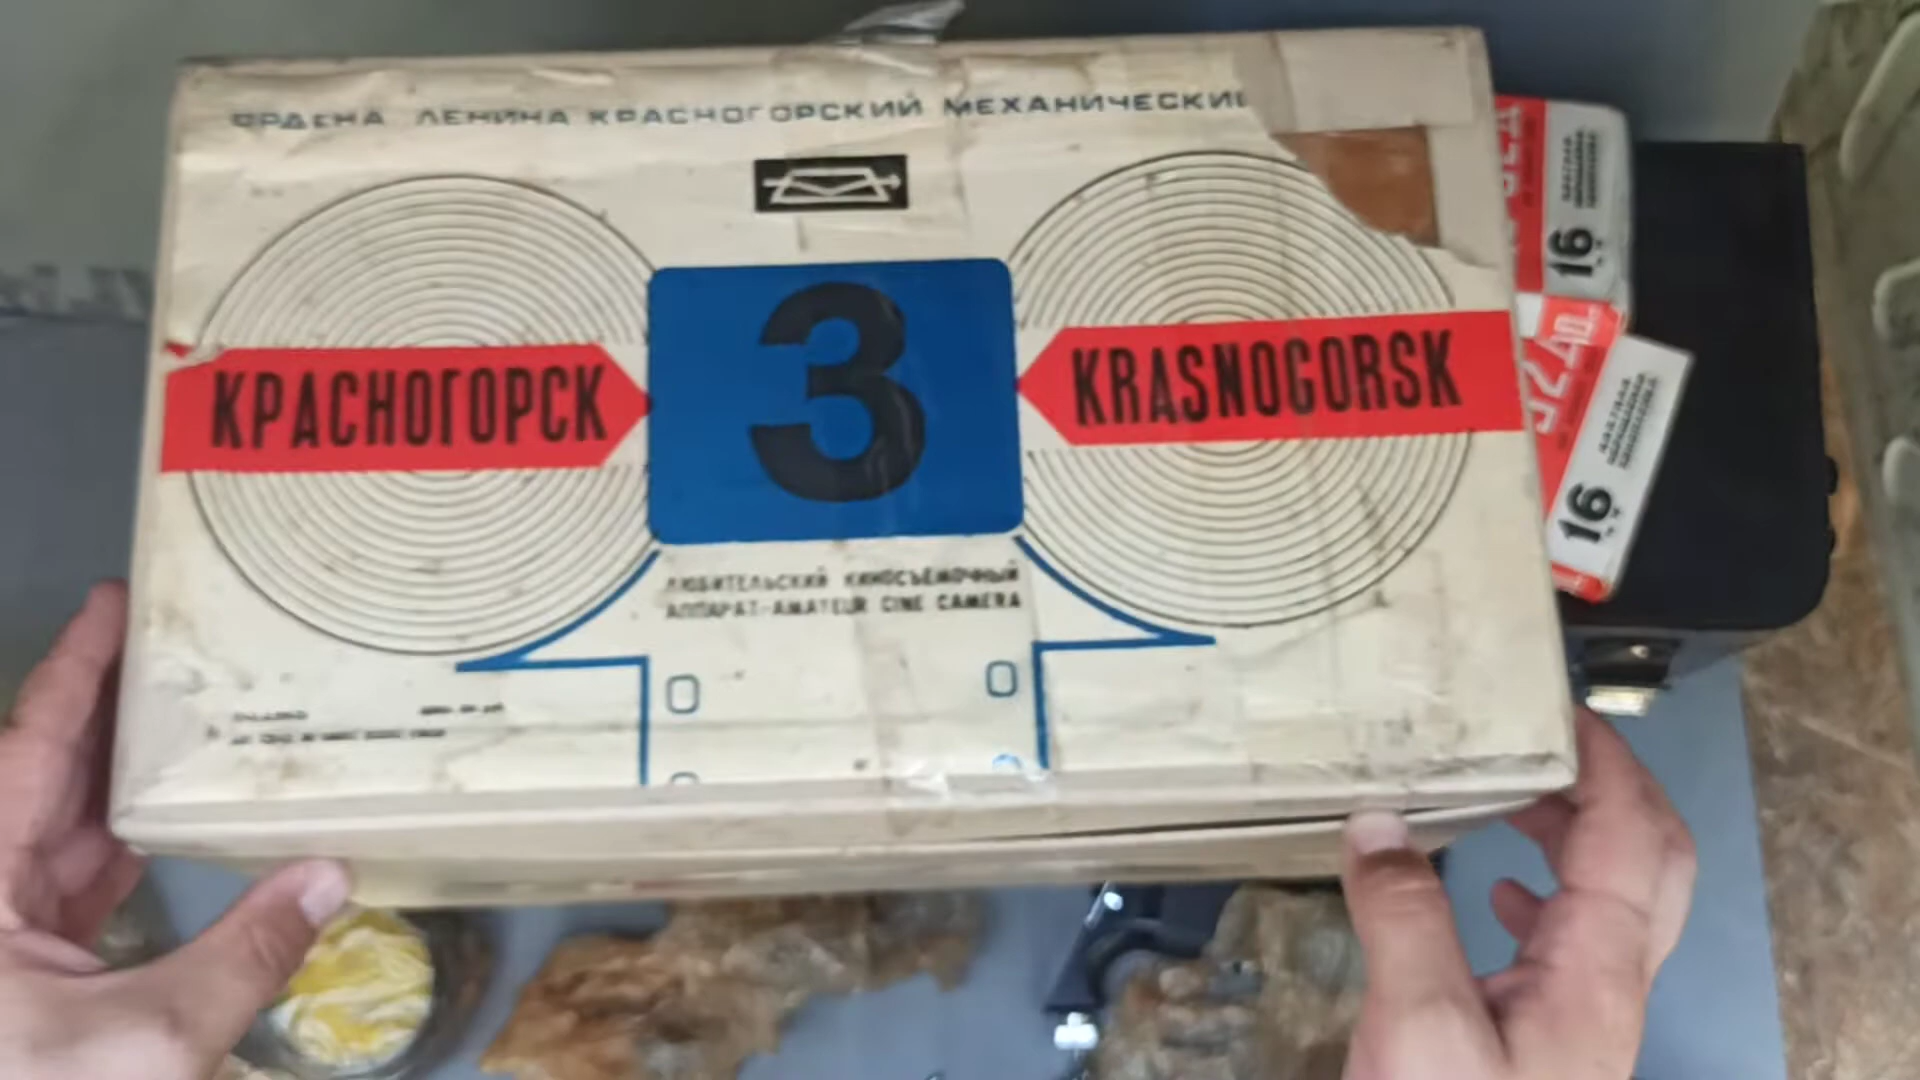 ОРДЕНА ЛЕНИНА КРАСНОГОРСКИЙ МЕХАНИЧЕСКИЙ
КРАСНОГОРСК
3
KRASNOGORSK
ЛЮБИТЕЛЬСКИЙ КИНОСЪЕМОЧНЫЙ
АППАРАТ-AMATEUR CINE CAMERA
16
16